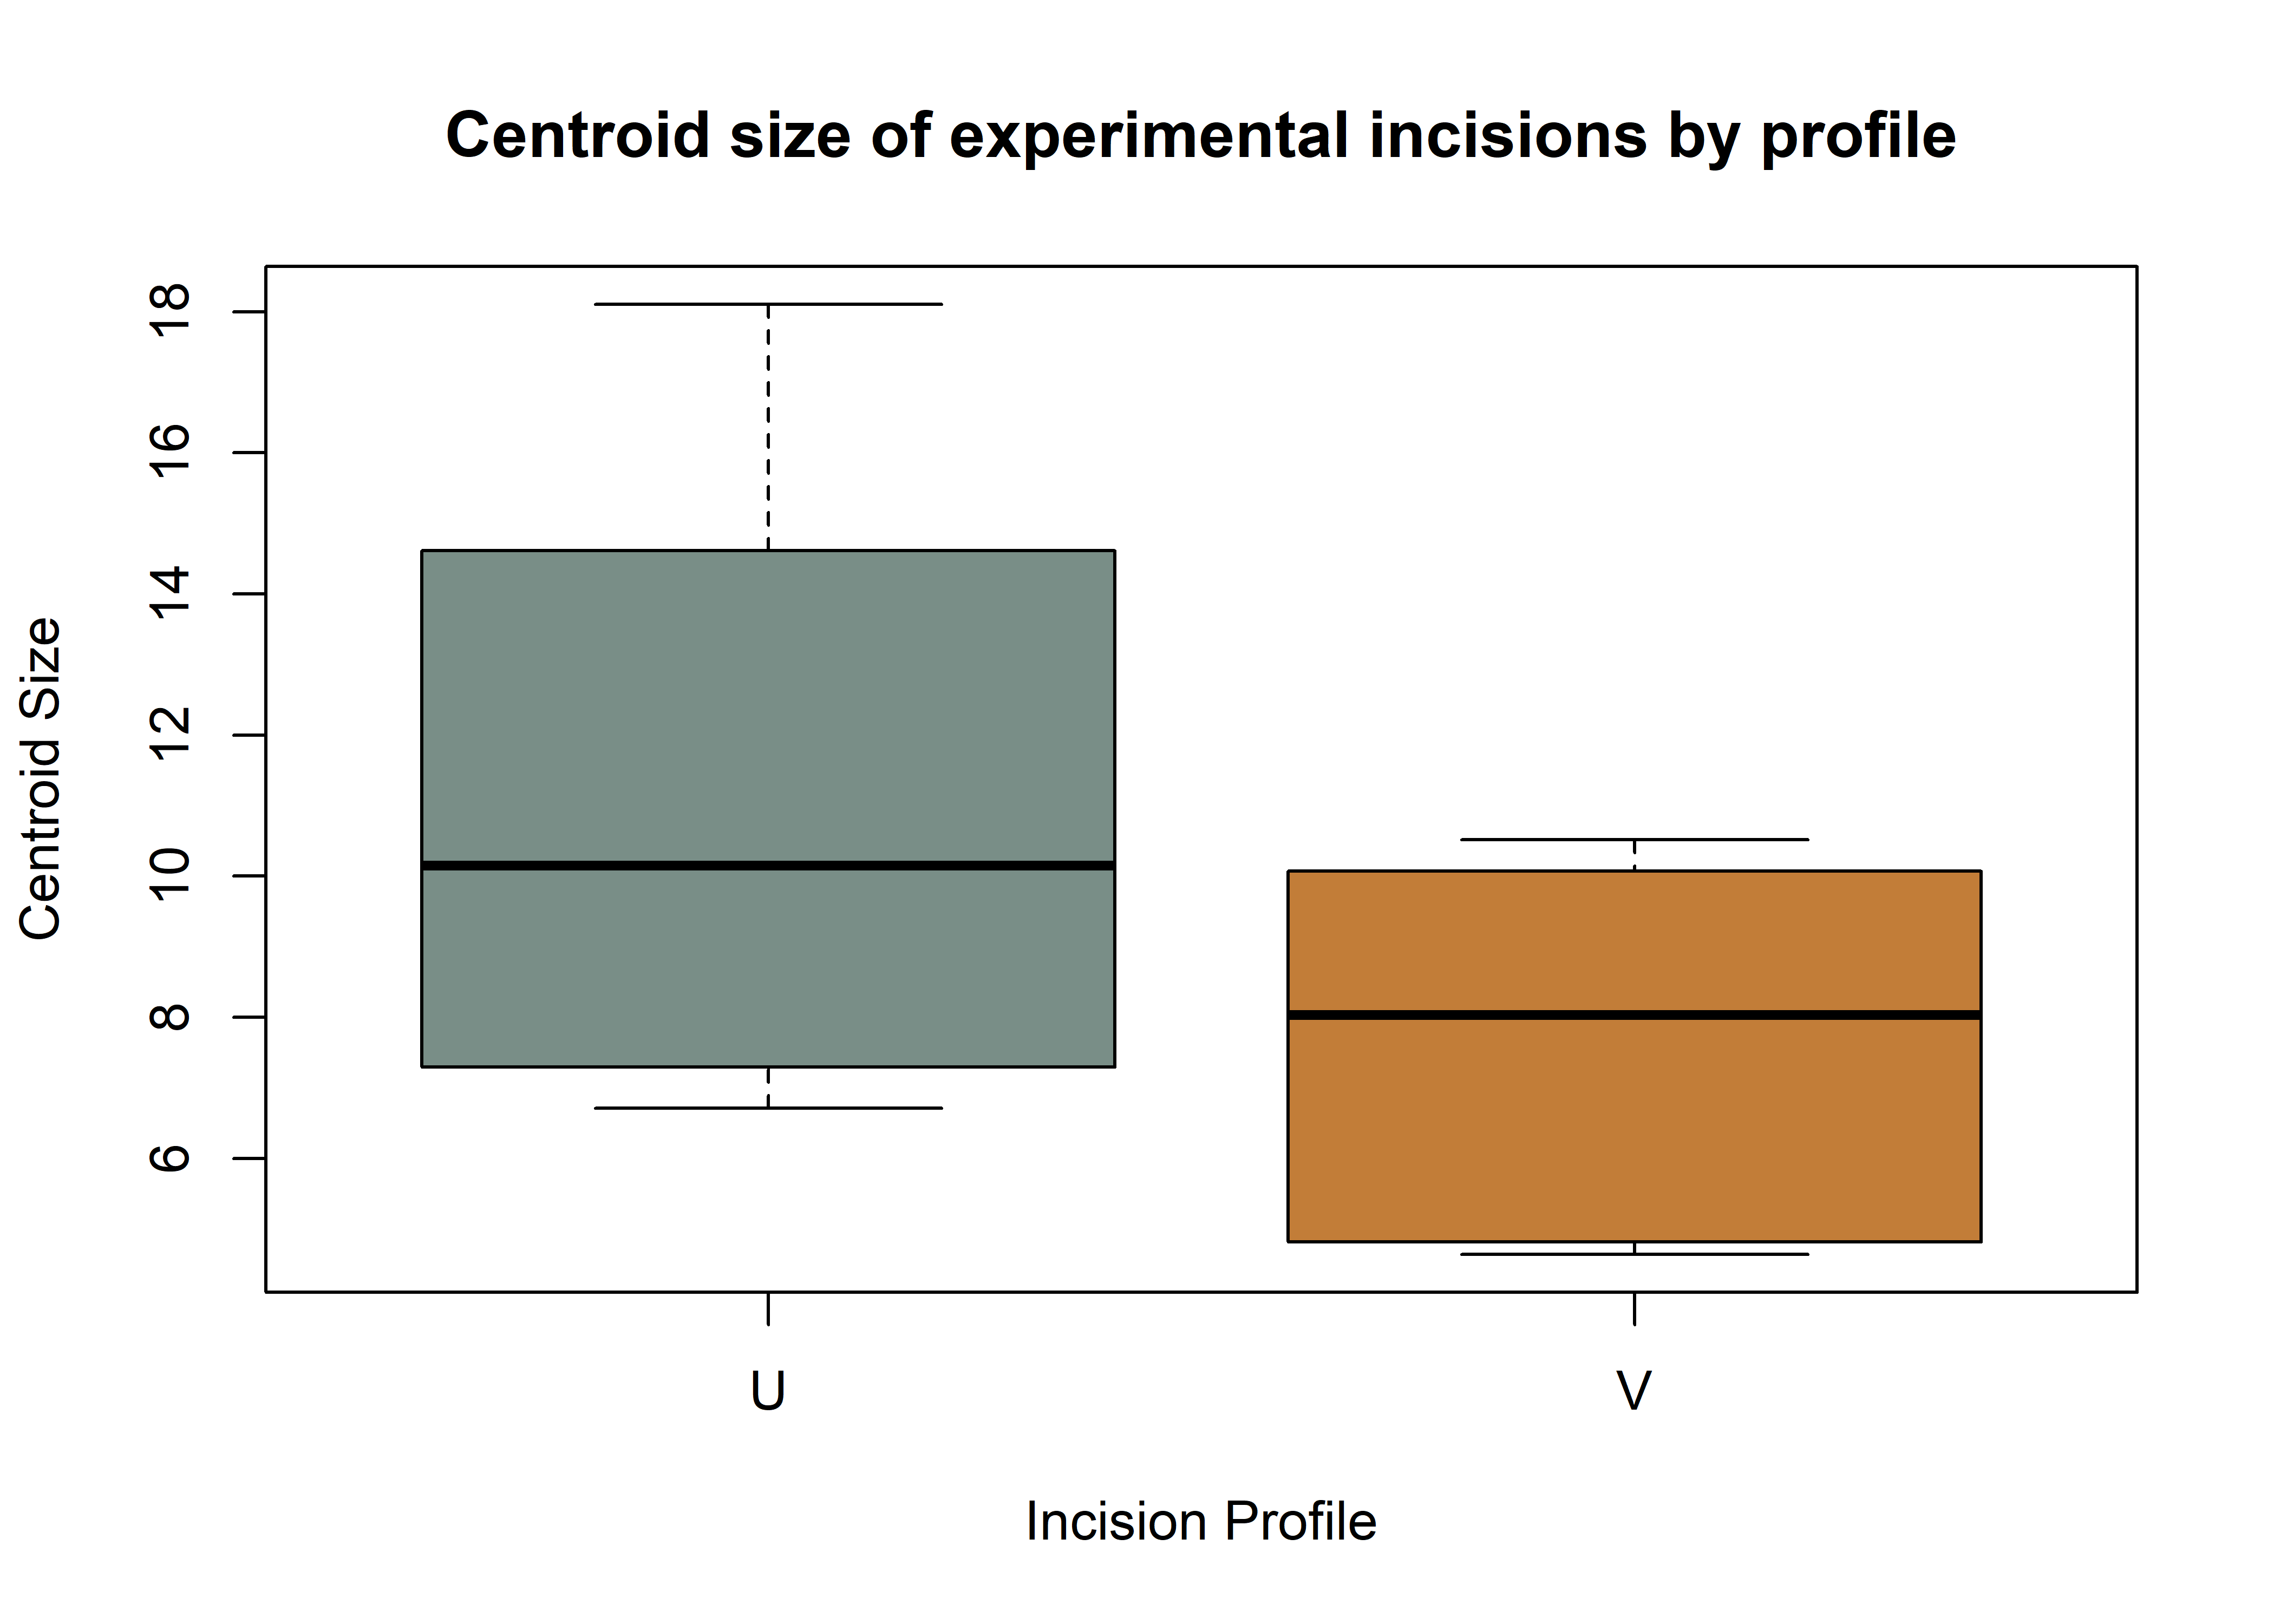 Centroid size of experimental incisions by profile
Centroid Size
18
16
14
12
10
8
6
U V
Incision Profile